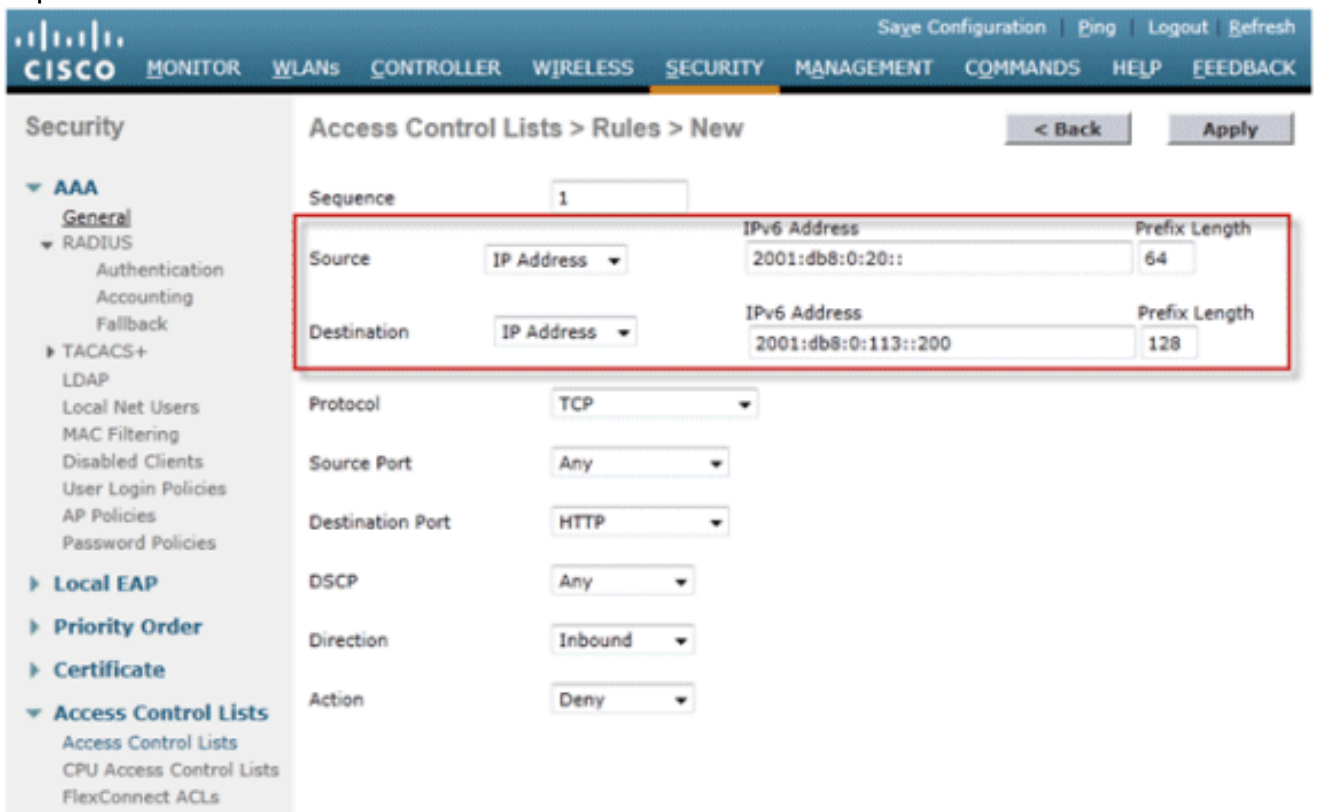 Save Configuration | Ping | Logout | Refresh
CISCO MONITOR WLANs CONTROLLER WIRELESS SECURITY MANAGEMENT COMMANDS HELP FEEDBACK
Security
AAA
General
RADIUS
Authentication
Accounting
Fallback
TACACS+
LDAP
Local Net Users
MAC Filtering
Disabled Clients
User Login Policies
AP Policies
Password Policies
Local EAP
Priority Order
Certificate
Access Control Lists
Access Control Lists
CPU Access Control Lists
FlexConnect ACLs
Access Control Lists > Rules > New
< Back Apply
Sequence 1
IPv6 Address Prefix Length
Source IP Address 2001:db8:0:20:: 64
IPv6 Address Prefix Length
Destination IP Address 2001:db8:0:113::200 128
Protocol TCP
Source Port Any
Destination Port HTTP
DSCP Any
Direction Inbound
Action Deny